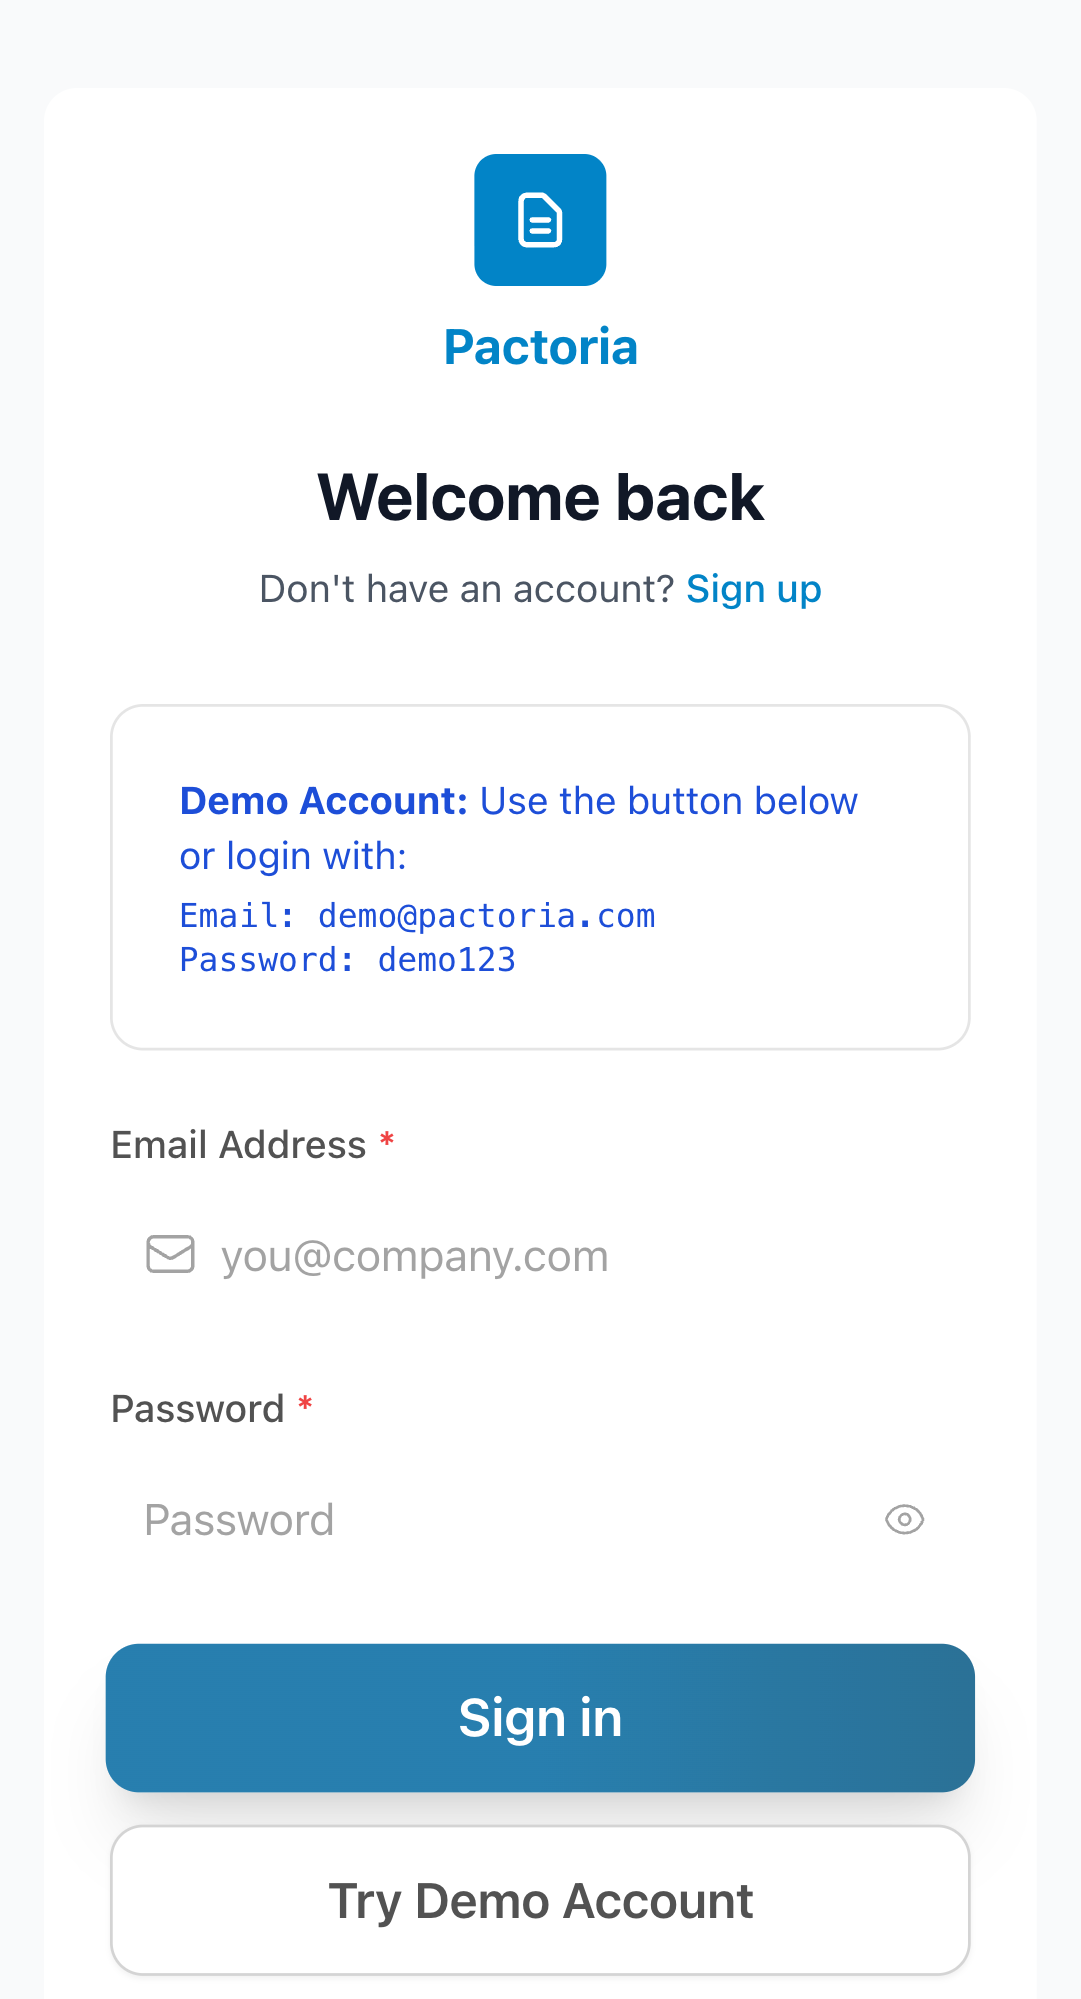 Pactoria
Welcome back
Don't have an account? Sign up
Demo Account: Use the button below
or login with:
Email: demo@pactoria.com
Password: demo123
Email Address *
you@company.com
Password *
Password
Sign in
Try Demo Account